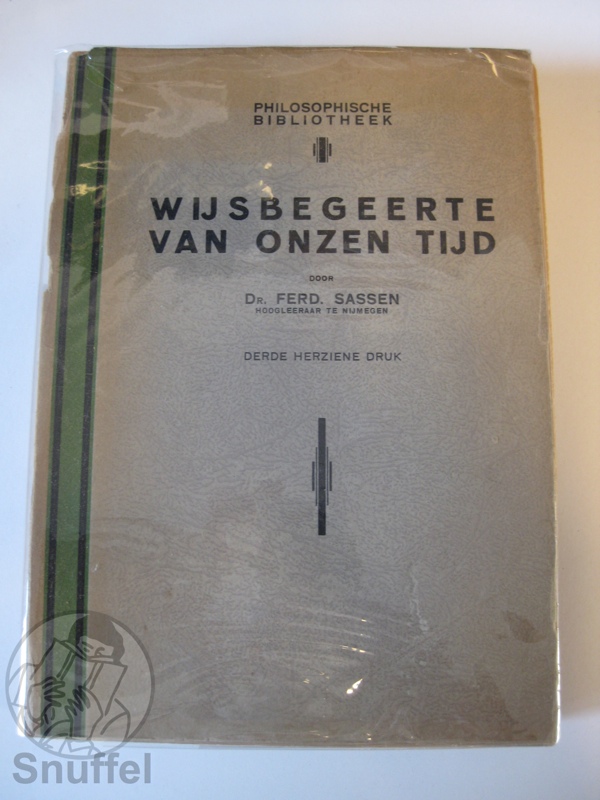 PHILOSOPHISCHE
BIBLIOTHEEK
WIJSBEGEERTE
VAN ONZEN TIJD
DOOR
DR. FERD. SASSEN
HOOGLEERAAR TE NIJMEGEN
DERDE HERZIENE DRUK
Snuffel